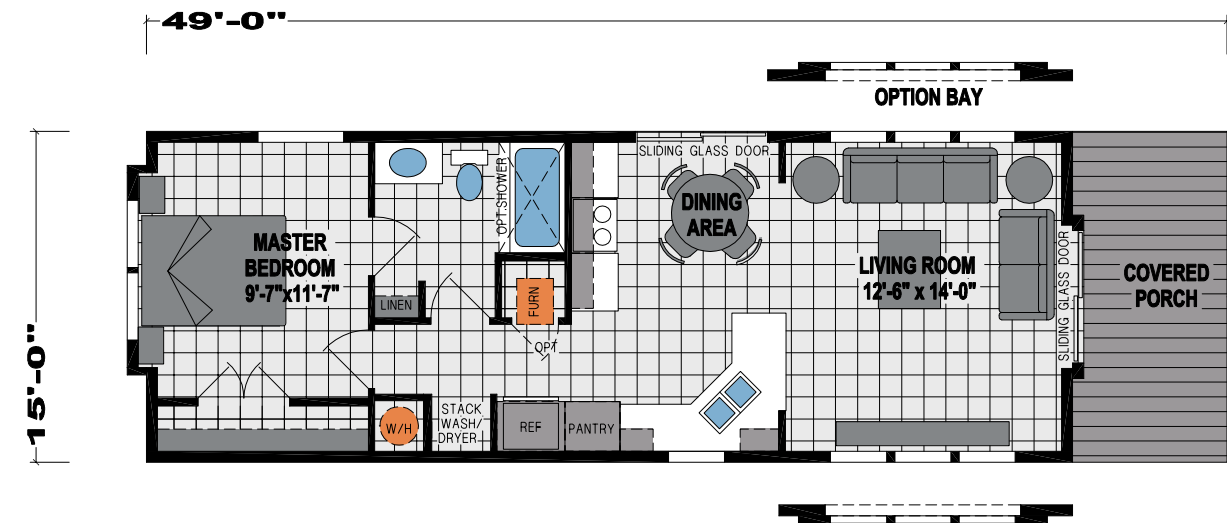 49'-0"
OPTION BAY
SLIDING GLASS DOOR
OPT.SHOWER
DINING
AREA
MASTER
BEDROOM
9'-7"x11'-7"
LIVING ROOM
12'-6" x 14'-0"
SLIDING GLASS DOOR
COVERED
PORCH
LINEN
FURN
OPT
15'-0"
W/H
STACK
WASH/
DRYER
REF
PANTRY